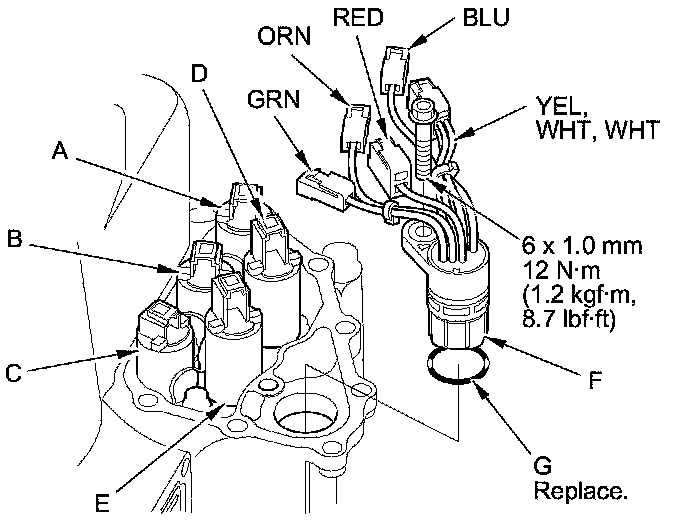 RED
BLU
ORN
D
GRN
YEL,
WHT, WHT
A
B
6 x 1.0 mm
12 N·m
(1.2 kgf·m,
8.7 lbf·ft)
C
F
E
G
Replace.